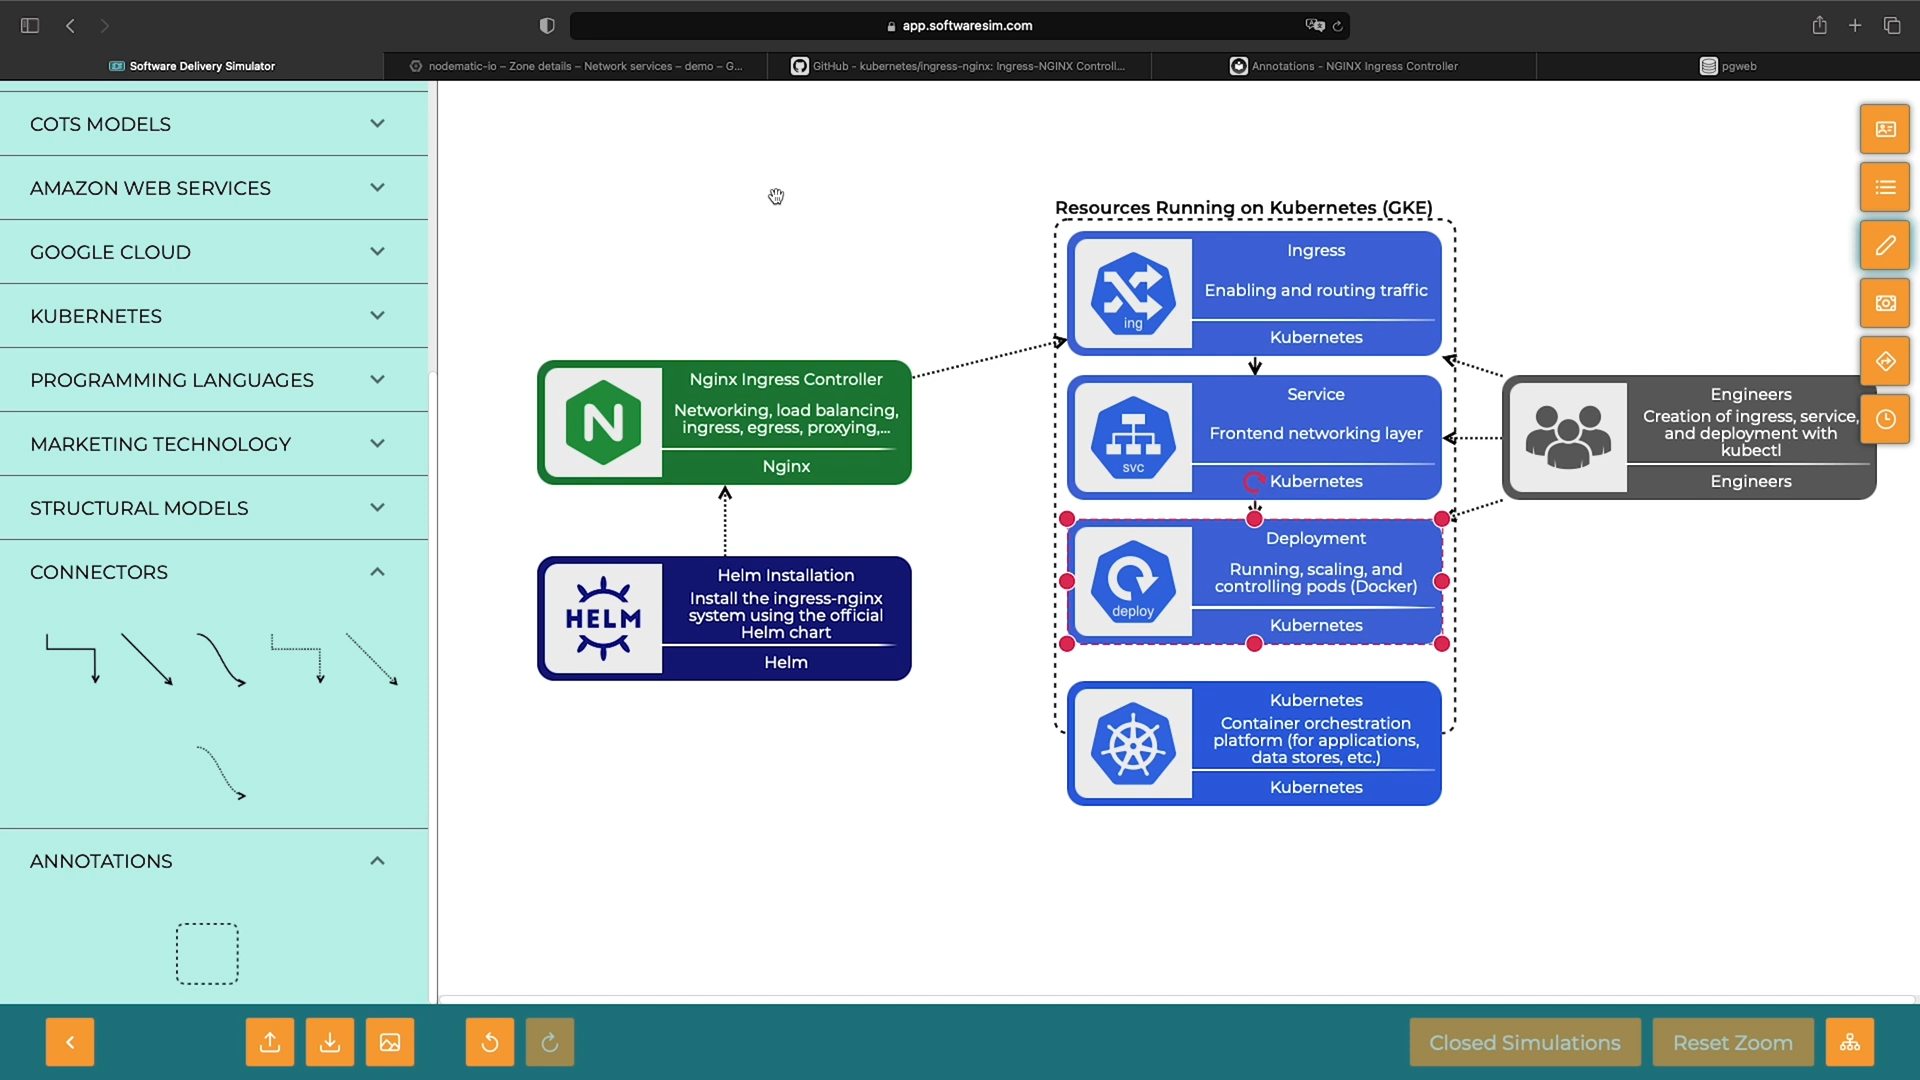 app.softwaresim.com
Software Delivery Simulator
nodematic-io – Zone details – Network services – demo – G...
GitHub - kubernetes/ingress-nginx: Ingress-NGINX Controll...
Annotations - NGINX Ingress Controller
pgweb
COTS MODELS
AMAZON WEB SERVICES
GOOGLE CLOUD
KUBERNETES
PROGRAMMING LANGUAGES
MARKETING TECHNOLOGY
STRUCTURAL MODELS
CONNECTORS
ANNOTATIONS
Resources Running on Kubernetes (GKE)
Ingress
Enabling and routing traffic
Kubernetes
ing
Nginx Ingress Controller
Networking, load balancing,
ingress, egress, proxying,...
Nginx
Service
Frontend networking layer
Kubernetes
svc
Engineers
Creation of ingress, service,
and deployment with
kubectl
Engineers
Helm Installation
Install the ingress-nginx
system using the official
Helm chart
Helm
HELM
Deployment
Running, scaling, and
controlling pods (Docker)
Kubernetes
deploy
Kubernetes
Container orchestration
platform (for applications,
data stores, etc.)
Kubernetes
Closed Simulations
Reset Zoom